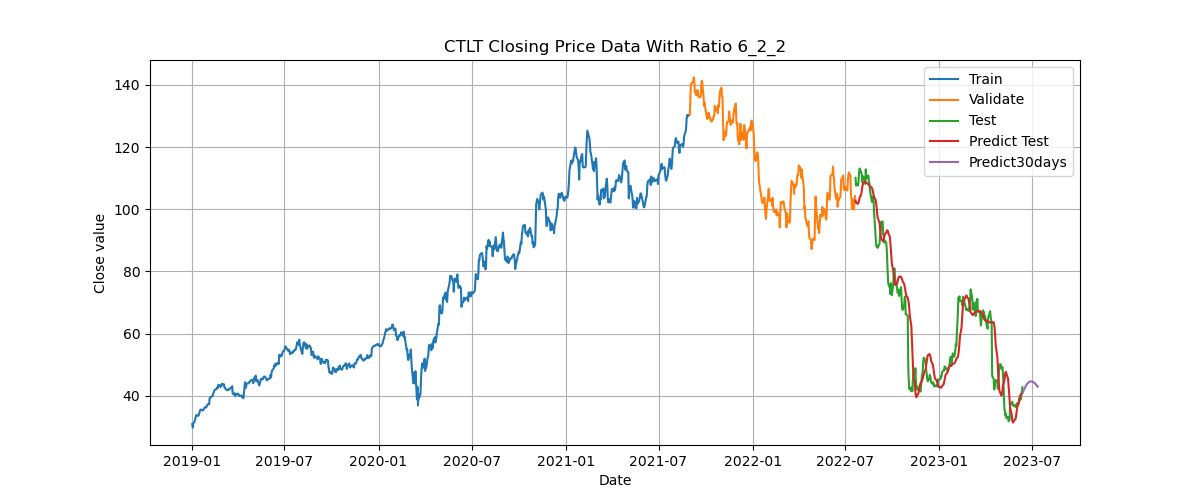 CTLT Closing Price Data With Ratio 6_2_2
Train
Validate
Test
Predict Test
Predict30days
Close value
140
120
100
80
60
40
2019-01 2019-07 2020-01 2020-07 2021-01 2021-07 2022-01 2022-07 2023-01 2023-07
Date